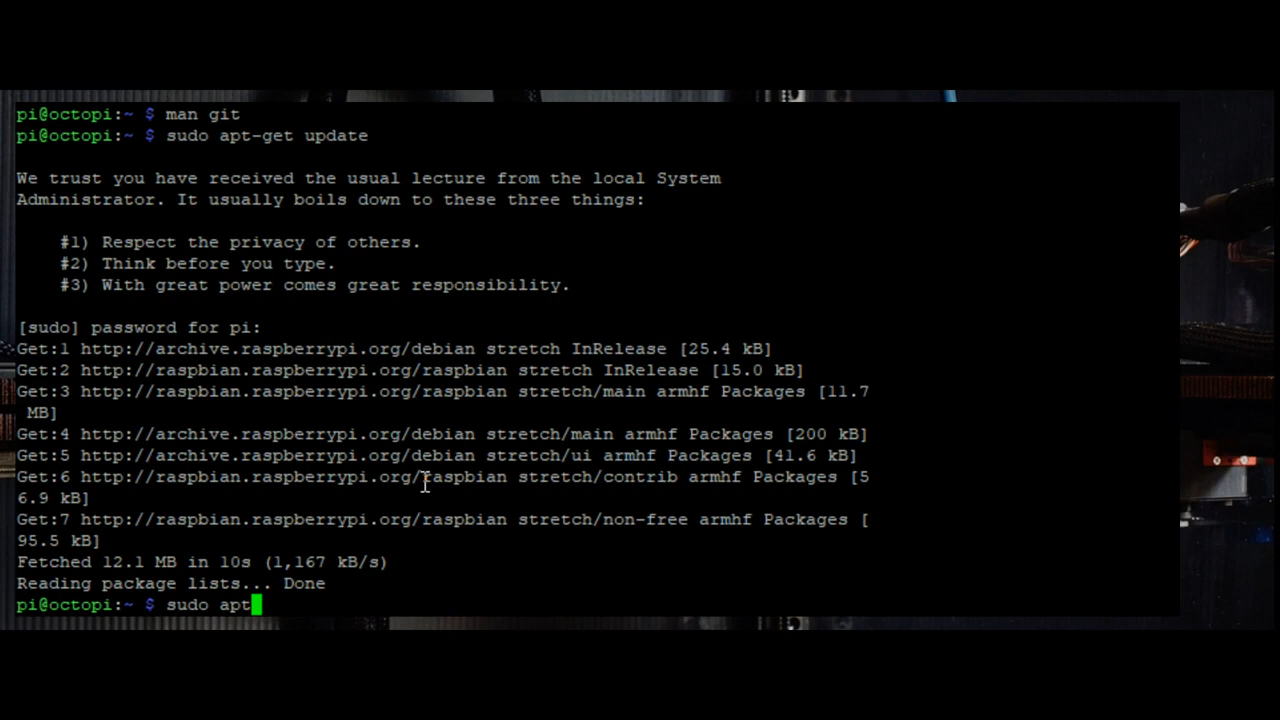 pi@octopi:~ $ man git
pi@octopi:~ $ sudo apt-get update
We trust you have received the usual lecture from the local System
Administrator. It usually boils down to these three things:
#1) Respect the privacy of others.
#2) Think before you type.
#3) With great power comes great responsibility.
[sudo] password for pi:
Get:1 http://archive.raspberrypi.org/debian stretch InRelease [25.4 kB]
Get:2 http://raspbian.raspberrypi.org/raspbian stretch InRelease [15.0 kB]
Get:3 http://raspbian.raspberrypi.org/raspbian stretch/main armhf Packages [11.7
MB]
Get:4 http://archive.raspberrypi.org/debian stretch/main armhf Packages [200 kB]
Get:5 http://archive.raspberrypi.org/debian stretch/ui armhf Packages [41.6 kB]
Get:6 http://raspbian.raspberrypi.org/raspbian stretch/contrib armhf Packages [5
6.9 kB]
Get:7 http://raspbian.raspberrypi.org/raspbian stretch/non-free armhf Packages [
95.5 kB]
Fetched 12.1 MB in 10s (1,167 kB/s)
Reading package lists... Done
pi@octopi:~ $ sudo apt